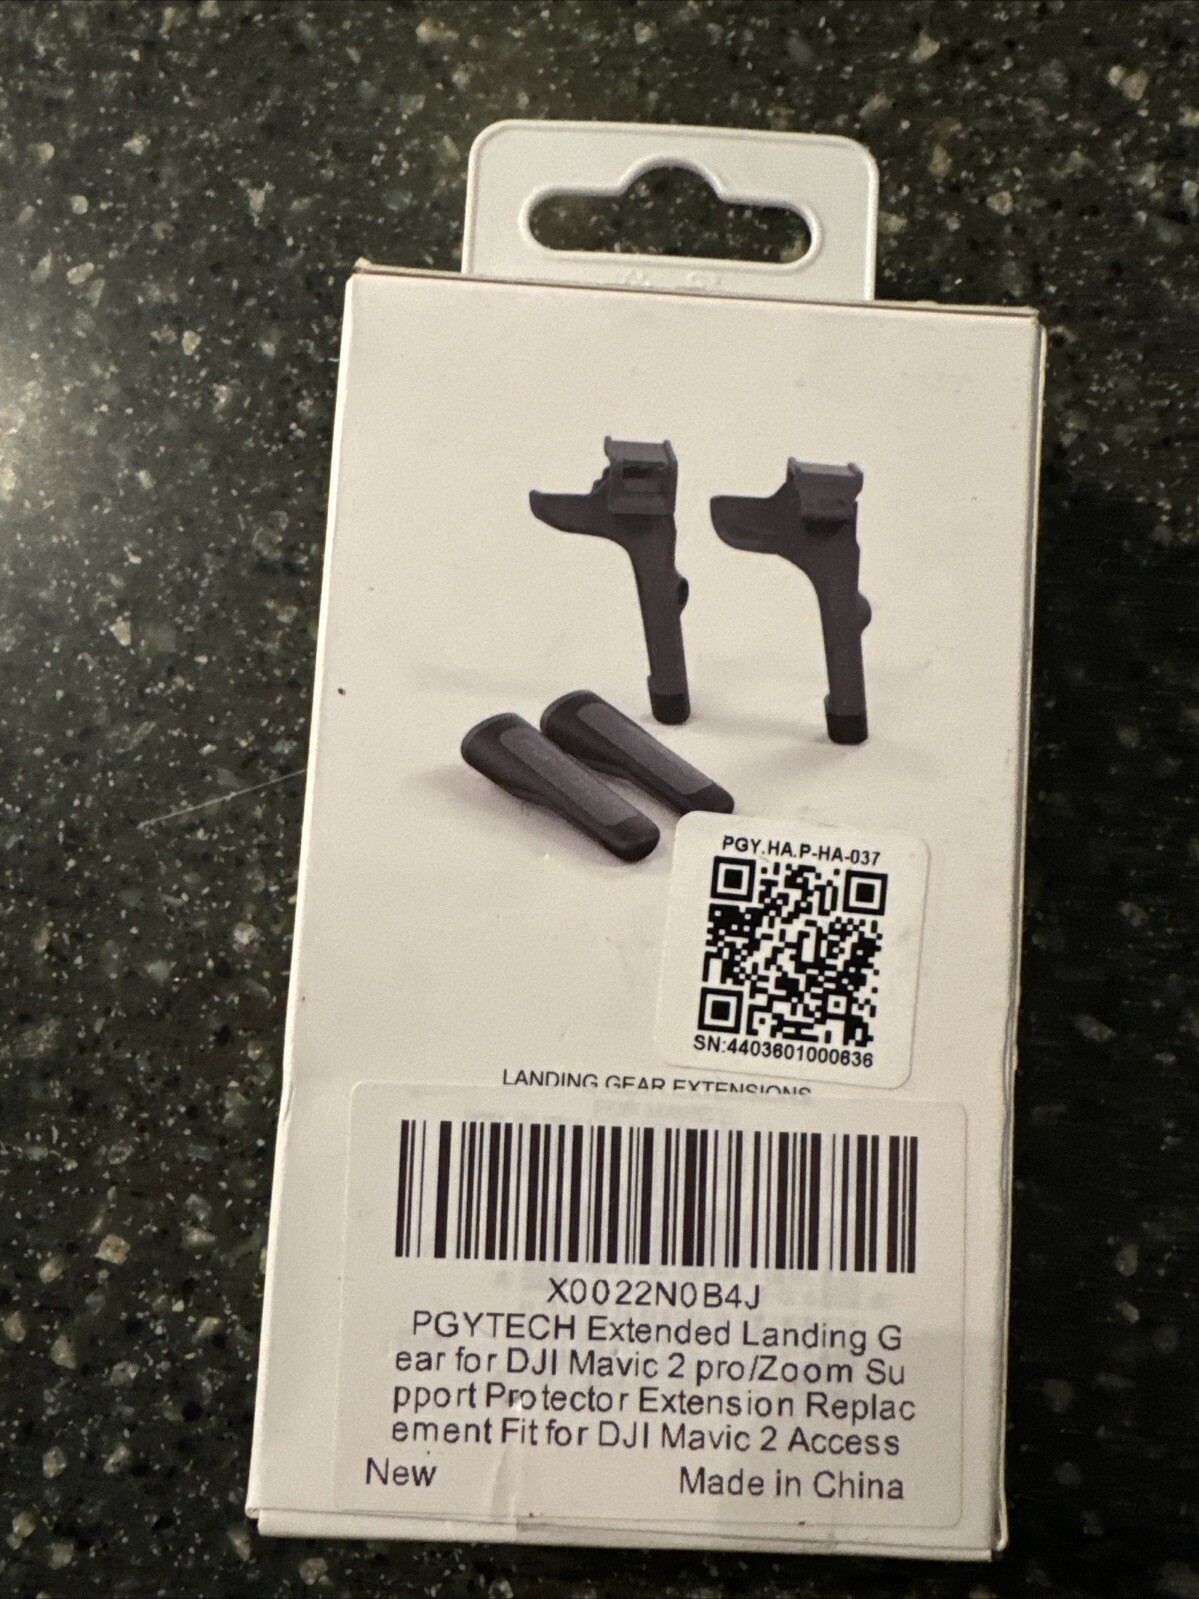 PGY.HA.P-HA-037
SN:4403601000636
LANDING GEAR EXTENSIONS
X0022N0B4J
PGYTECH Extended Landing G
ear for DJI Mavic 2 pro/Zoom Su
pport Protector Extension Replac
ement Fit for DJI Mavic 2 Access
New Made in China